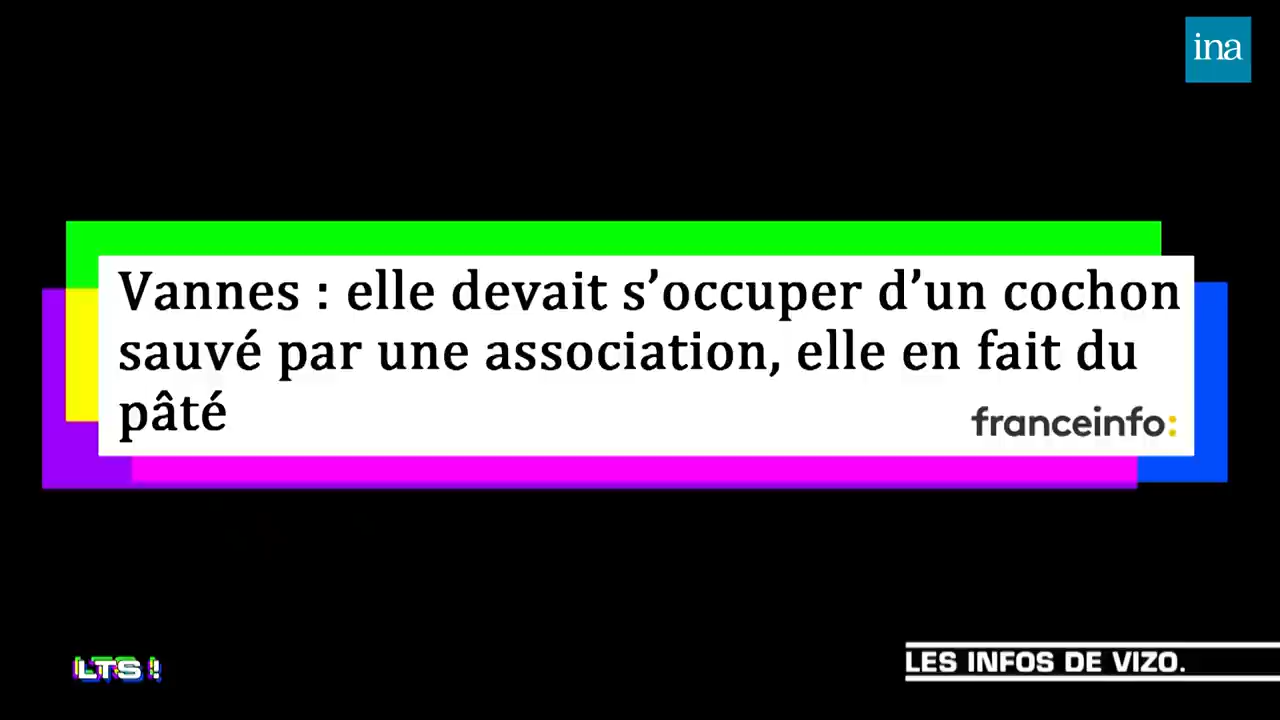 ina
Vannes : elle devait s’occuper d’un cochon
sauvé par une association, elle en fait du
pâté
franceinfo:
LTS !
LES INFOS DE VIZO.